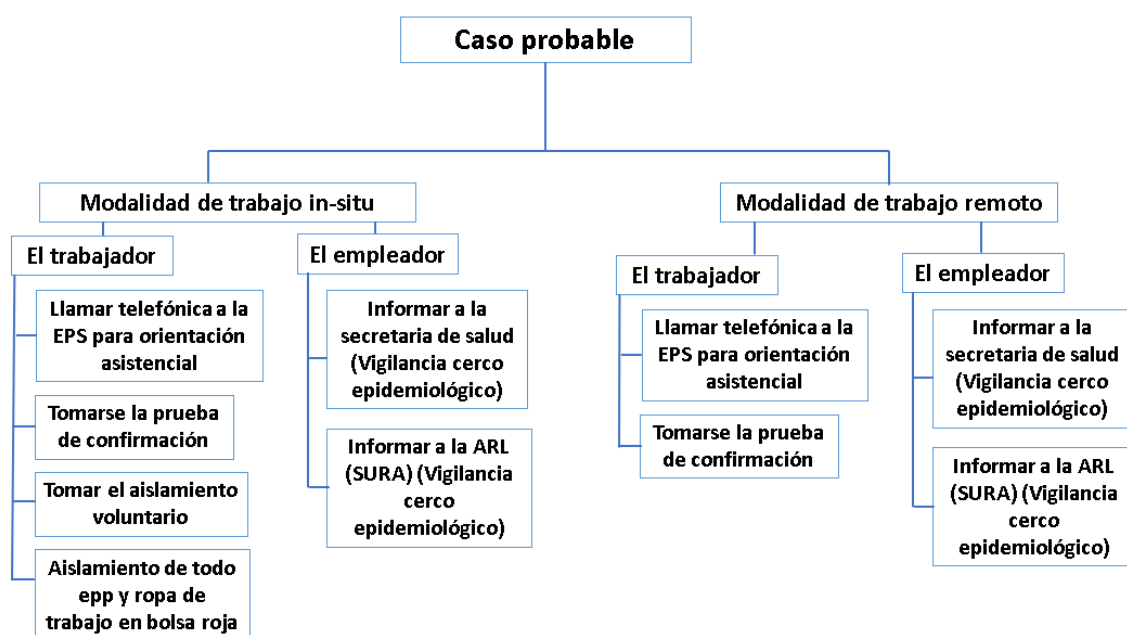 Caso probable
Modalidad de trabajo in-situ
El trabajador
Llamar telefónica a la
EPS para orientación
asistencial
Tomarse la prueba
de confirmación
Tomar el aislamiento
voluntario
Aislamiento de todo
epp y ropa de
trabajo en bolsa roja
El empleador
Informar a la
secretaria de salud
(Vigilancia cerco
epidemiológico)
Informar a la ARL
(SURA) (Vigilancia
cerco
epidemiológico)
Modalidad de trabajo remoto
El trabajador
Llamar telefónica a la
EPS para orientación
asistencial
Tomarse la prueba
de confirmación
El empleador
Informar a la
secretaria de salud
(Vigilancia cerco
epidemiológico)
Informar a la ARL
(SURA) (Vigilancia
cerco
epidemiológico)